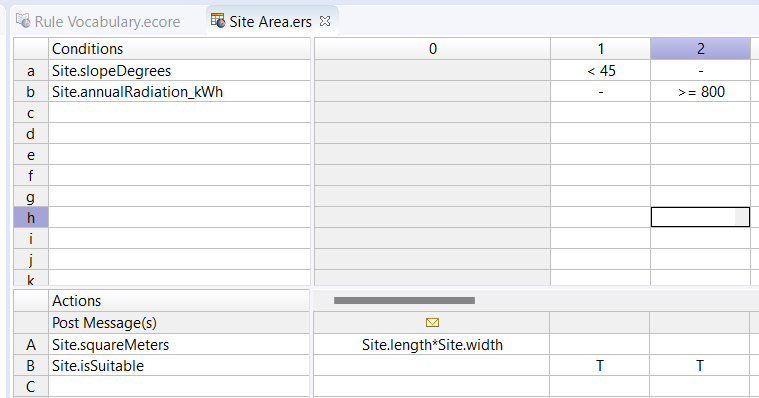 Rule Vocabulary.ecore Site Area.ers
Conditions 0 1 2
a Site.slopeDegrees < 45 -
b Site.annualRadiation_kWh - >= 800
c
d
e
f
g
h
i
j
k
Actions
Post Message(s)
A Site.squareMeters Site.length*Site.width
B Site.isSuitable T T
C